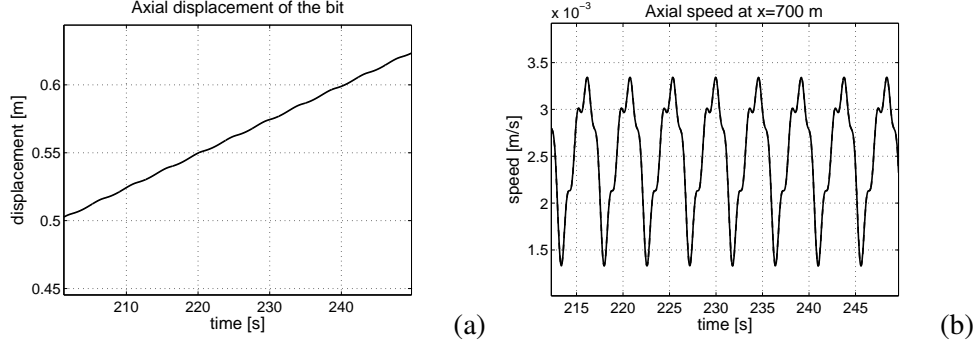 Axial displacement of the bit
displacement [m]
0.6
0.55
0.5
0.45
210 220 230 240
time [s]
(a)
Axial speed at x=700 m
x 10⁻³
speed [m/s]
3.5
3
2.5
2
1.5
215 220 225 230 235 240 245
time [s]
(b)